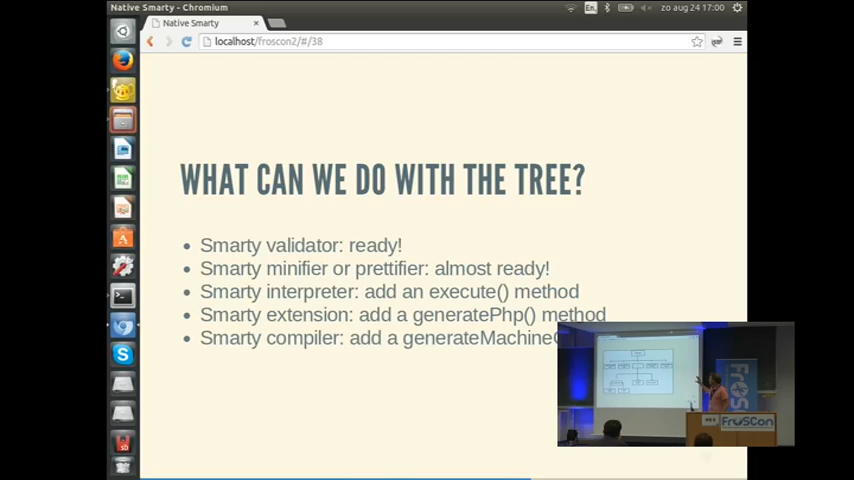 Native Smarty - Chromium
En
zo aug 24 17:00
Native Smarty
localhost/froscon2/#/38
WHAT CAN WE DO WITH THE TREE?
Smarty validator: ready!
Smarty minifier or prettifier: almost ready!
Smarty interpreter: add an execute() method
Smarty extension: add a generatePhp() method
Smarty compiler: add a generateMachine
FrOS
FrOSCon